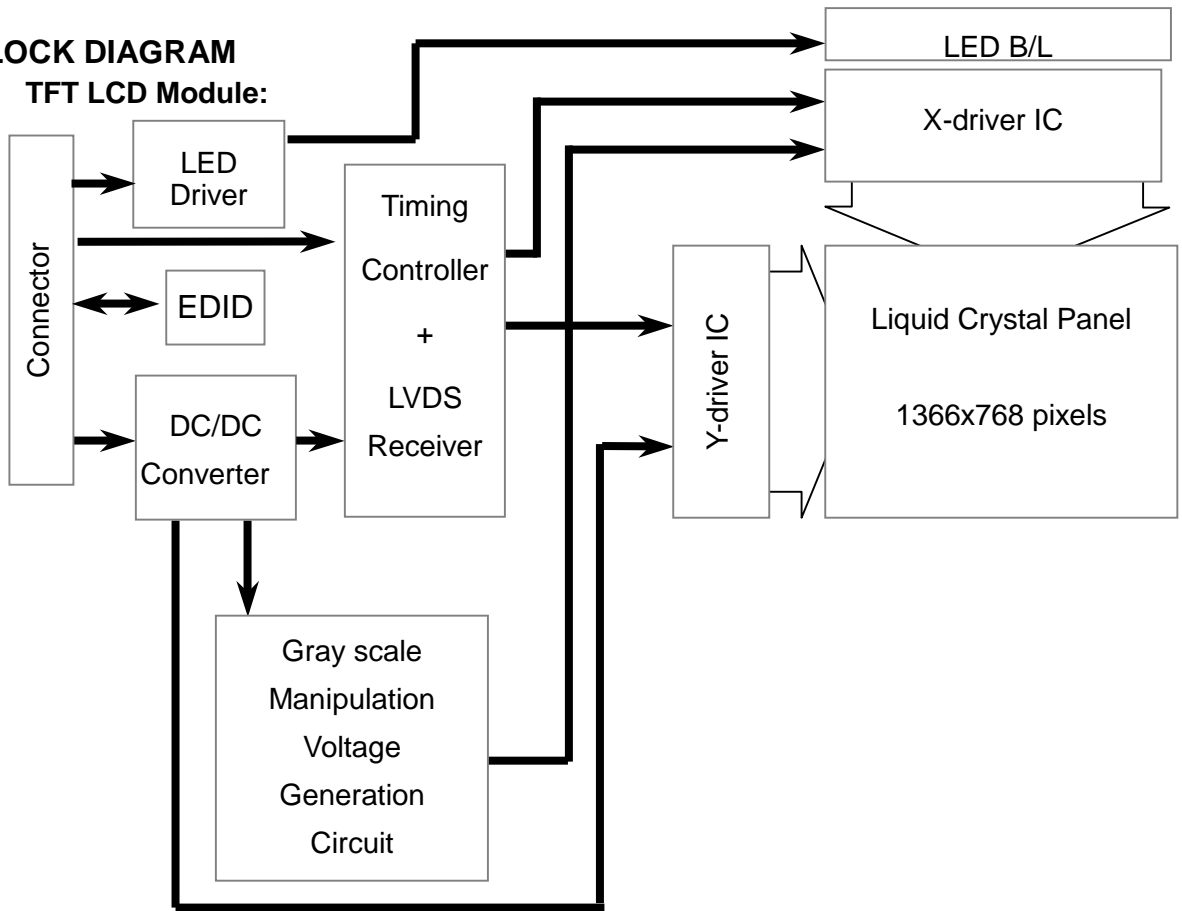 LOCK DIAGRAM
TFT LCD Module:
LED B/L
X-driver IC
LED
Driver
Timing
Controller
+
LVDS
Receiver
Connector
EDID
DC/DC
Converter
Y-driver IC
Liquid Crystal Panel
1366x768 pixels
Gray scale
Manipulation
Voltage
Generation
Circuit